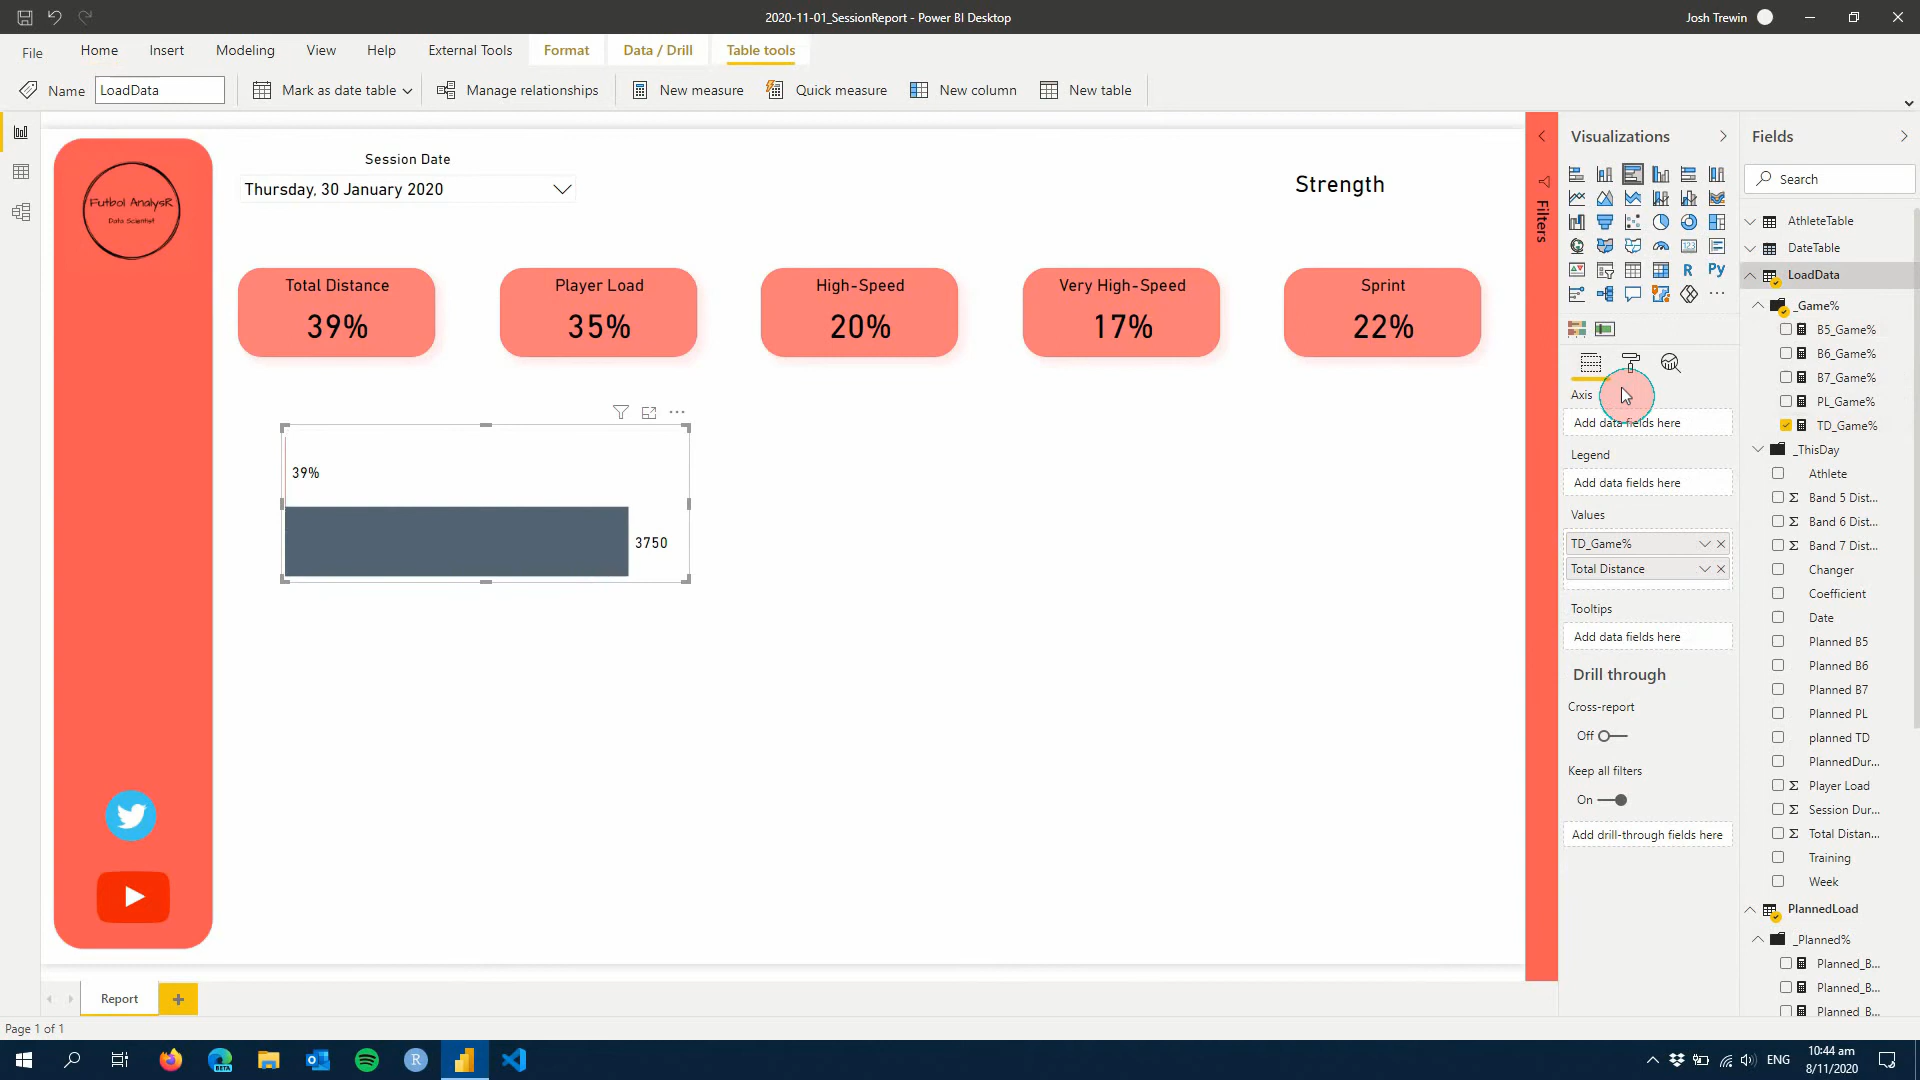 2020-11-01_SessionReport - Power BI Desktop
Josh Trewin
File
Home
Insert
Modeling
View
Help
External Tools
Format
Data / Drill
Table tools
Name
LoadData
Mark as date table
Manage relationships
New measure
Quick measure
New column
New table
Futbol AnalysR
Data Scientist
Session Date
Thursday, 30 January 2020
Strength
Total Distance
39%
Player Load
35%
High-Speed
20%
Very High-Speed
17%
Sprint
22%
39%
3750
Filters
Visualizations
R
Py
123
Axis
Add data fields here
Legend
Add data fields here
Values
TD_Game%
Total Distance
Tooltips
Add data fields here
Drill through
Cross-report
Off
Keep all filters
On
Add drill-through fields here
Fields
Search
AthleteTable
DateTable
LoadData
_Game%
B5_Game%
B6_Game%
B7_Game%
PL_Game%
TD_Game%
_ThisDay
Athlete
Σ Band 5 Dist...
Σ Band 6 Dist...
Σ Band 7 Dist...
Changer
Coefficient
Date
Planned B5
Planned B6
Planned B7
Planned PL
planned TD
PlannedDur...
Σ Player Load
Σ Session Dur...
Σ Total Distan...
Training
Week
PlannedLoad
_Planned%
Planned_B...
Planned_B...
Planned_B...
Report
Page 1 of 1
BETA
R
ENG
10:44 am
8/11/2020